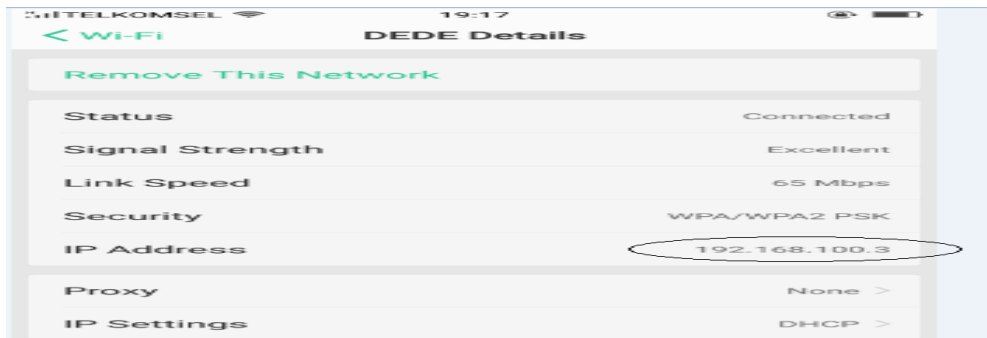 TELKOMSEL 19:17
< Wi-Fi DEDE Details
Remove This Network
Status Connected
Signal Strength Excellent
Link Speed 65 Mbps
Security WPA/WPA2 PSK
IP Address 192.168.100.3
Proxy None >
IP Settings DHCP >